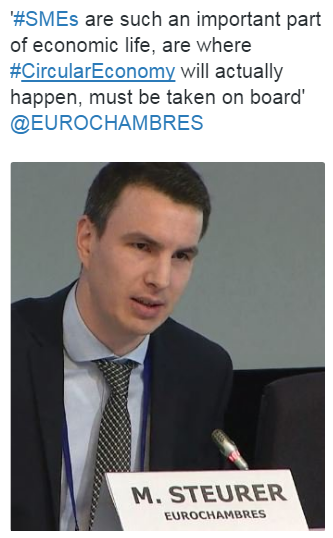 '#SMEs are such an important part
of economic life, are where
#CircularEconomy will actually
happen, must be taken on board'
@EUROCHAMBRES
M. STEURER
EUROCHAMBRES